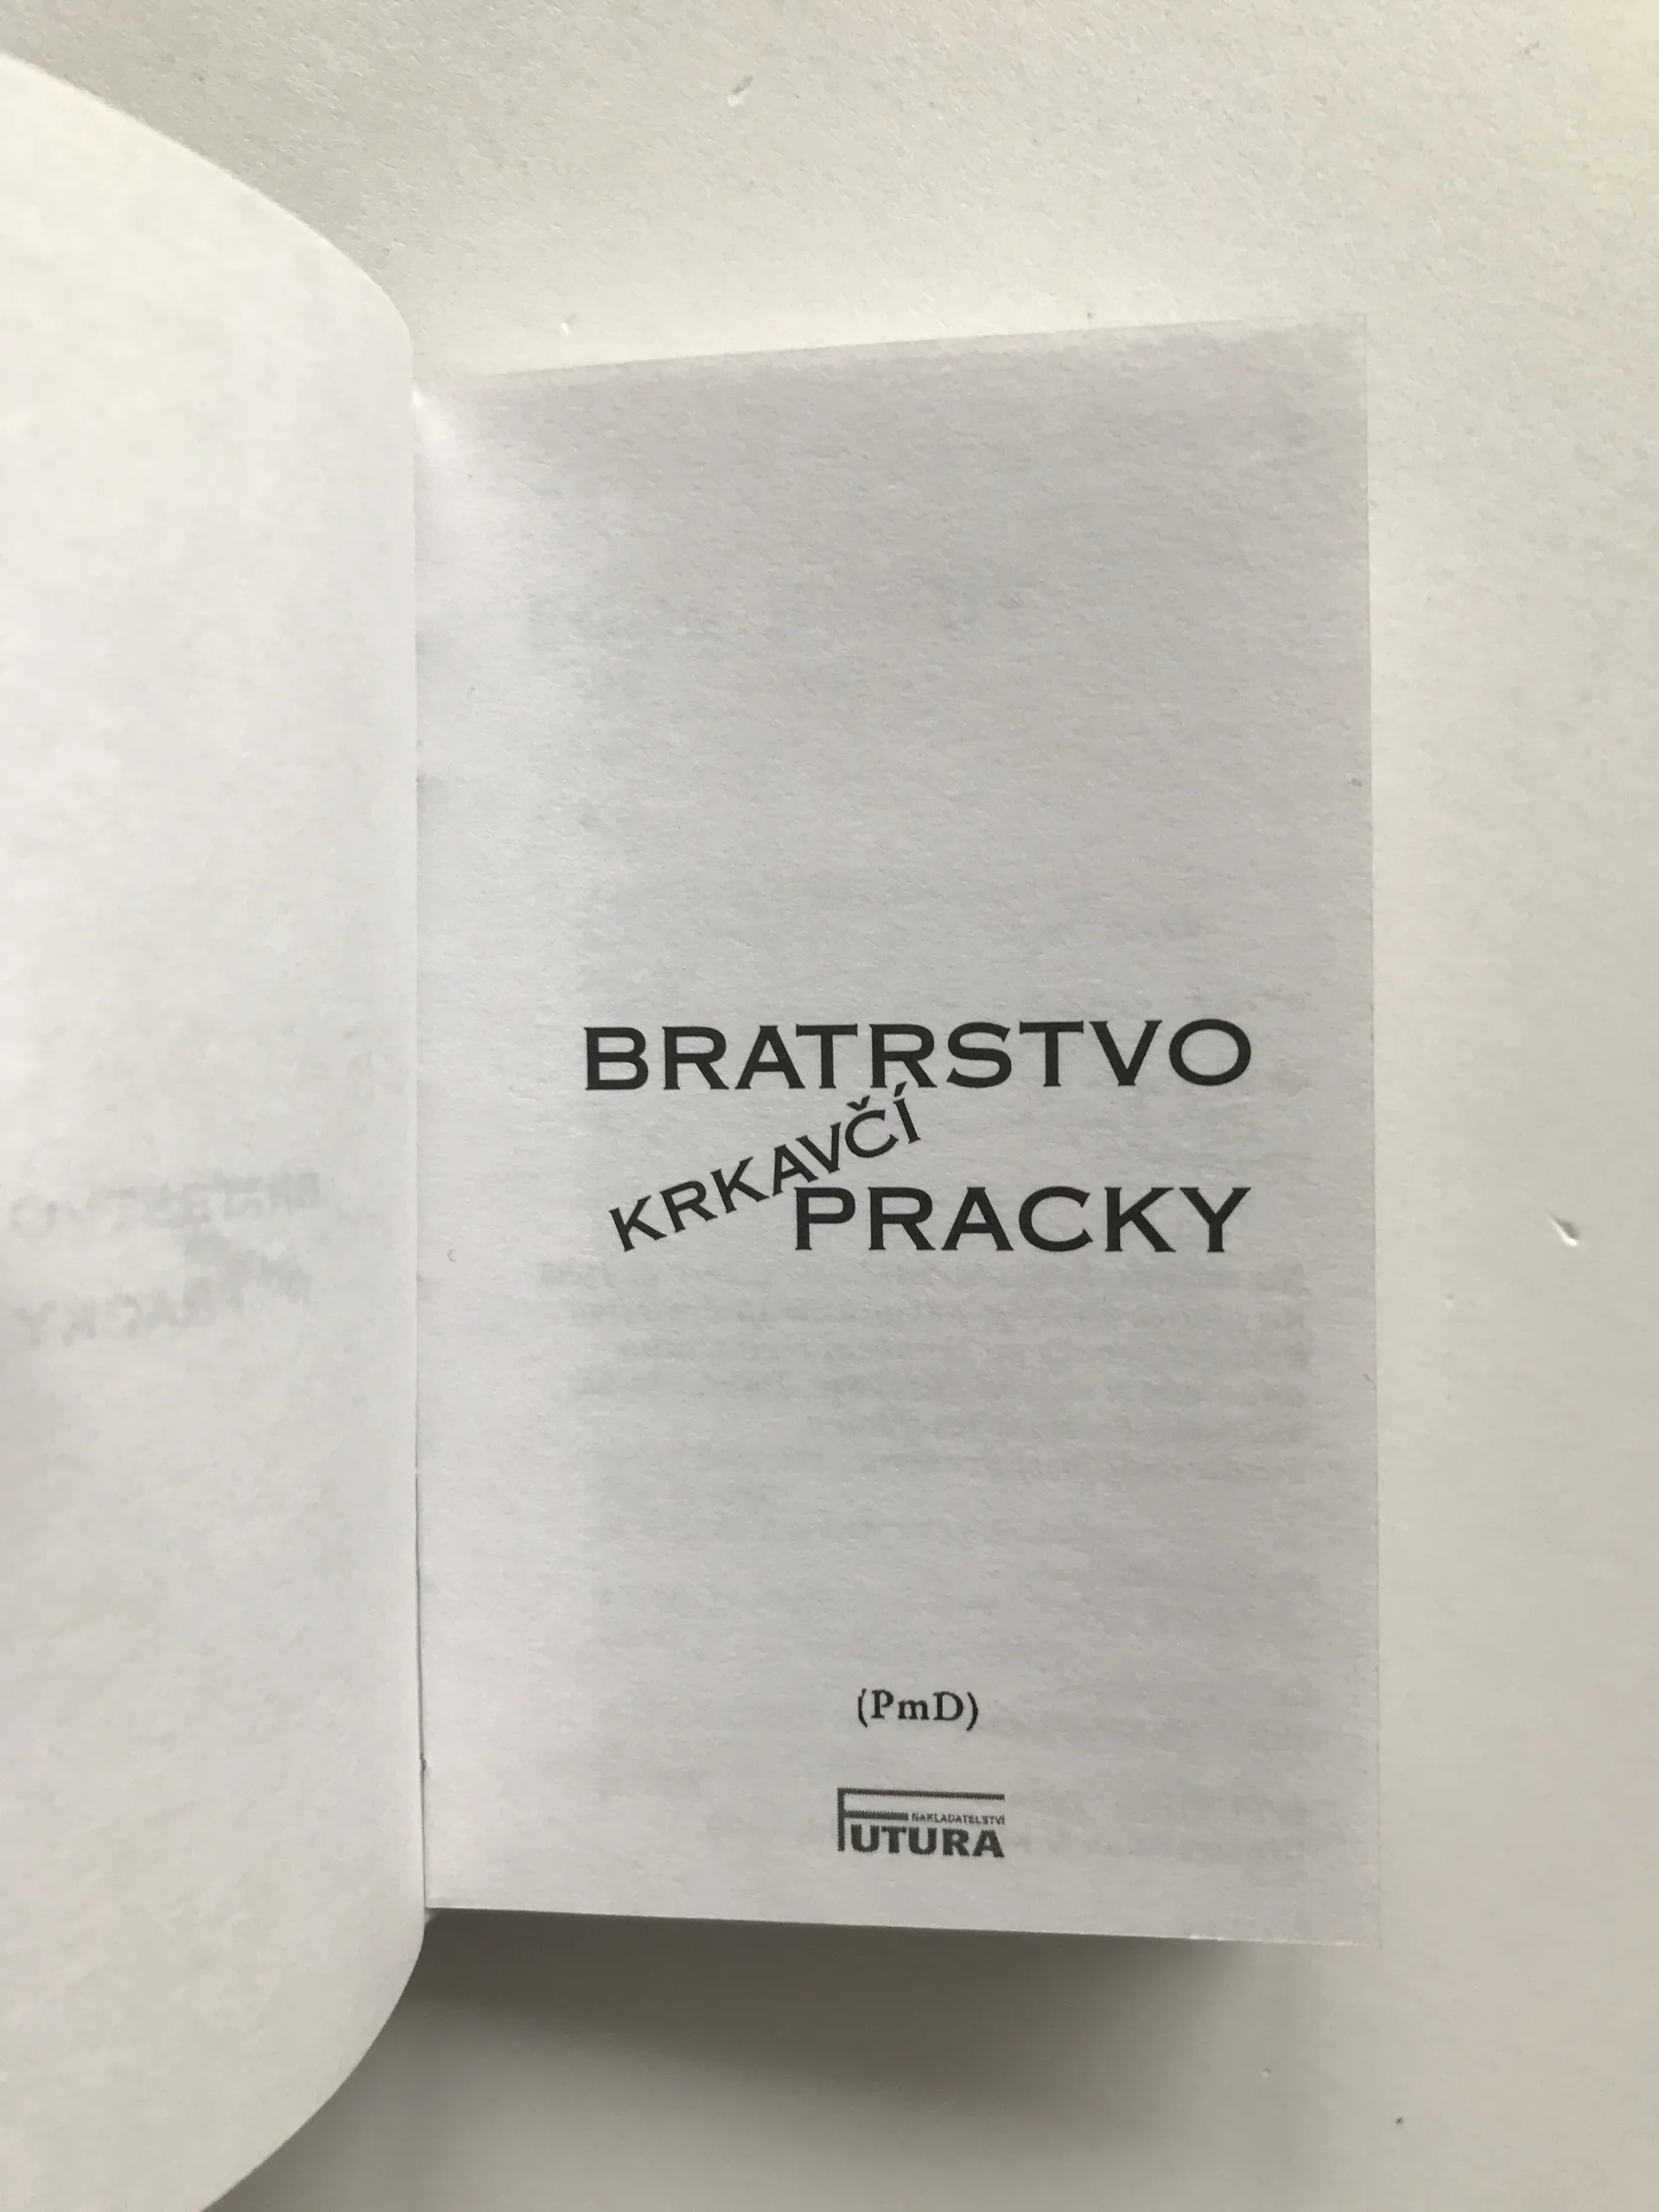 BRATRSTVO
KRKAVČÍ
PRACKY
(PmD)
NAKLADATELSTVÍ
FUTURA